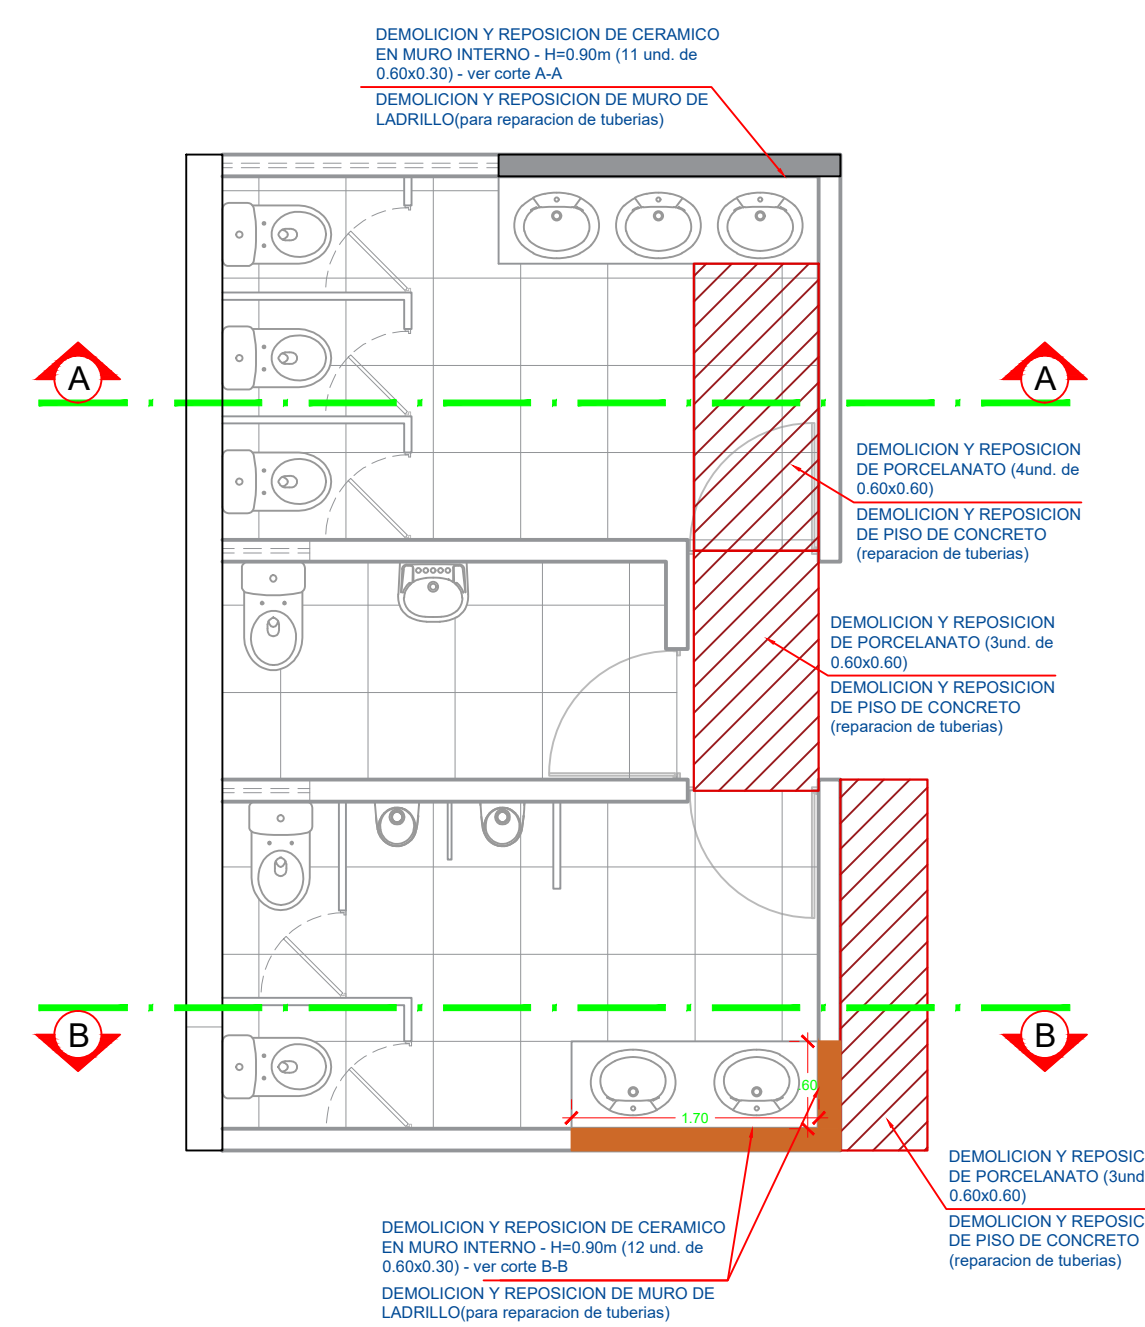 DEMOLICION Y REPOSICION DE CERAMICO
EN MURO INTERNO - H=0.90m (11 und. de
0.60x0.30) - ver corte A-A
DEMOLICION Y REPOSICION DE MURO DE
LADRILLO(para reparacion de tuberias)
A
A
DEMOLICION Y REPOSICION
DE PORCELANATO (4und. de
0.60x0.60)
DEMOLICION Y REPOSICION
DE PISO DE CONCRETO
(reparacion de tuberias)
DEMOLICION Y REPOSICION
DE PORCELANATO (3und. de
0.60x0.60)
DEMOLICION Y REPOSICION
DE PISO DE CONCRETO
(reparacion de tuberias)
B
B
.60
1.70
DEMOLICION Y REPOSIC
DE PORCELANATO (3und
0.60x0.60)
DEMOLICION Y REPOSIC
DE PISO DE CONCRETO
(reparacion de tuberias)
DEMOLICION Y REPOSICION DE CERAMICO
EN MURO INTERNO - H=0.90m (12 und. de
0.60x0.30) - ver corte B-B
DEMOLICION Y REPOSICION DE MURO DE
LADRILLO(para reparacion de tuberias)